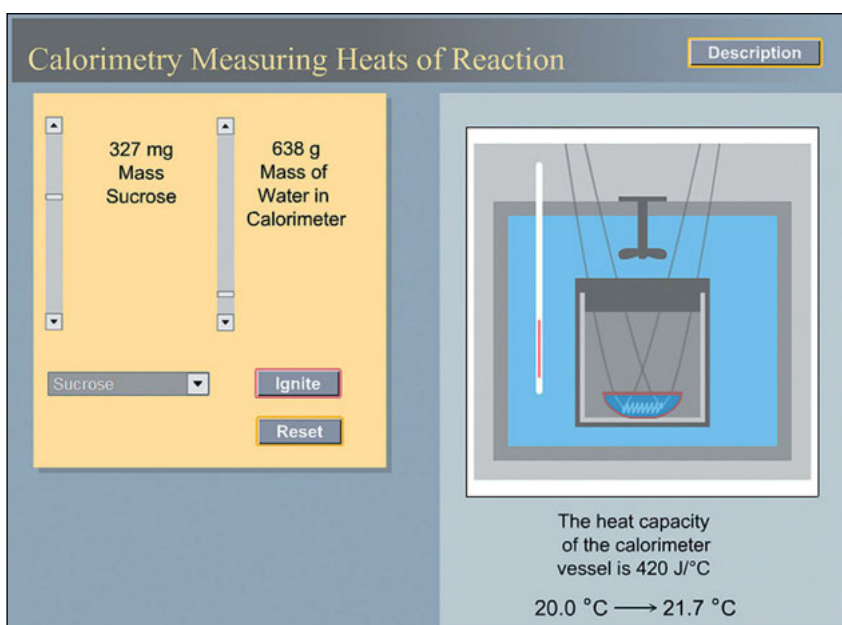 Calorimetry Measuring Heats of Reaction
Description
327 mg
Mass
Sucrose
638 g
Mass of
Water in
Calorimeter
Sucrose
Ignite
Reset
The heat capacity
of the calorimeter
vessel is 420 J/°C
20.0 °C ⟶ 21.7 °C